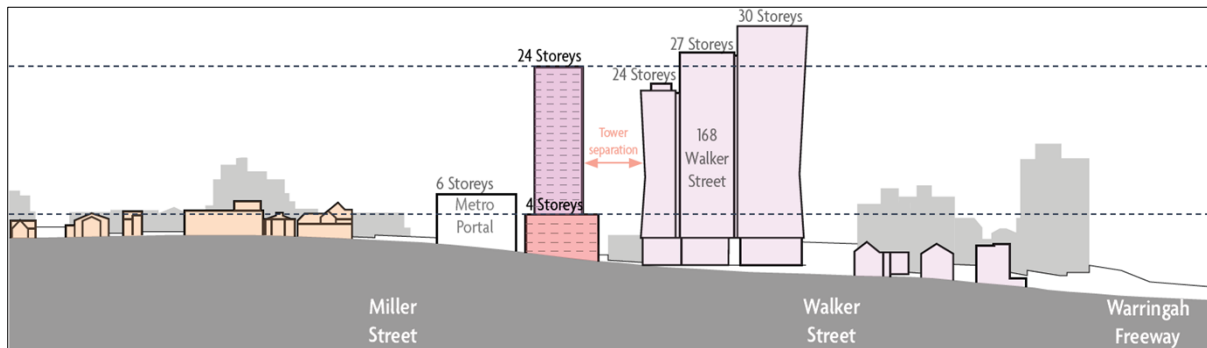 30 Storeys
27 Storeys
24 Storeys
24 Storeys
Tower
separation
168
Walker
Street
6 Storeys
Metro
Portal
4 Storeys
Miller
Street
Walker
Street
Warringah
Freeway